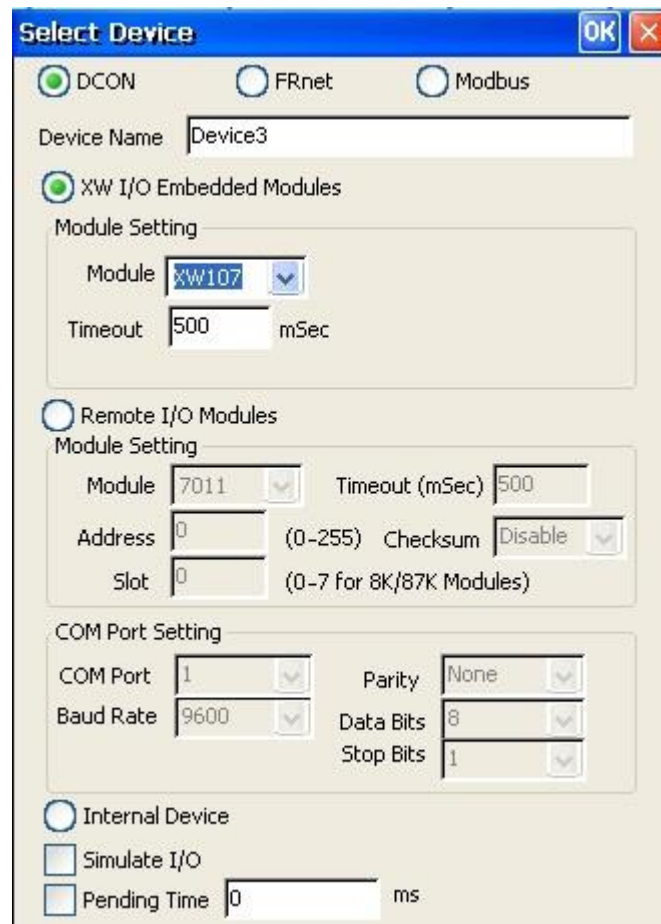 Select Device OK
DCON FRnet Modbus
Device Name Device3
XW I/O Embedded Modules
Module Setting
Module XW107
Timeout 500 mSec
Remote I/O Modules
Module Setting
Module 7011 Timeout (mSec) 500
Address 0 (0-255) Checksum Disable
Slot 0 (0-7 for 8K/87K Modules)
COM Port Setting
COM Port 1 Parity None
Baud Rate 9600 Data Bits 8
Stop Bits 1
Internal Device
Simulate I/O
Pending Time 0 ms